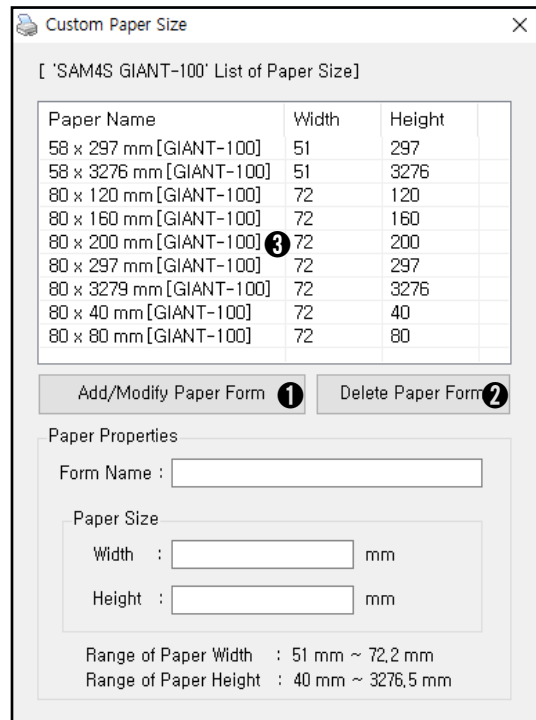 Custom Paper Size
[ 'SAM4S GIANT-100' List of Paper Size]
Paper Name Width Height
58 x 297 mm [GIANT-100] 51 297
58 x 3276 mm [GIANT-100] 51 3276
80 x 120 mm [GIANT-100] 72 120
80 x 160 mm [GIANT-100] 72 160
80 x 200 mm [GIANT-100] 3 72 200
80 x 297 mm [GIANT-100] 72 297
80 x 3279 mm [GIANT-100] 72 3276
80 x 40 mm [GIANT-100] 72 40
80 x 80 mm [GIANT-100] 72 80
Add/Modify Paper Form 1 Delete Paper Form 2
Paper Properties
Form Name :
Paper Size
Width : mm
Height : mm
Range of Paper Width : 51 mm ~ 72,2 mm
Range of Paper Height : 40 mm ~ 3276,5 mm